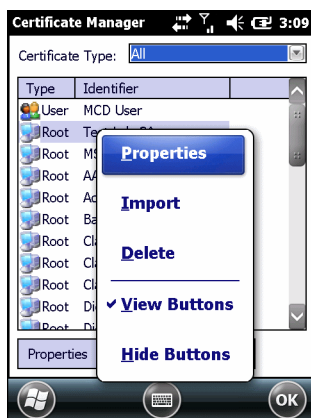 Certificate Manager 3:09
Certificate Type: All
Type Identifier
User MCD User
Root
Root
Root
Root
Root
Root
Root
Root
Root
Root
Properties
Import
Delete
View Buttons
Hide Buttons
Properties
OK